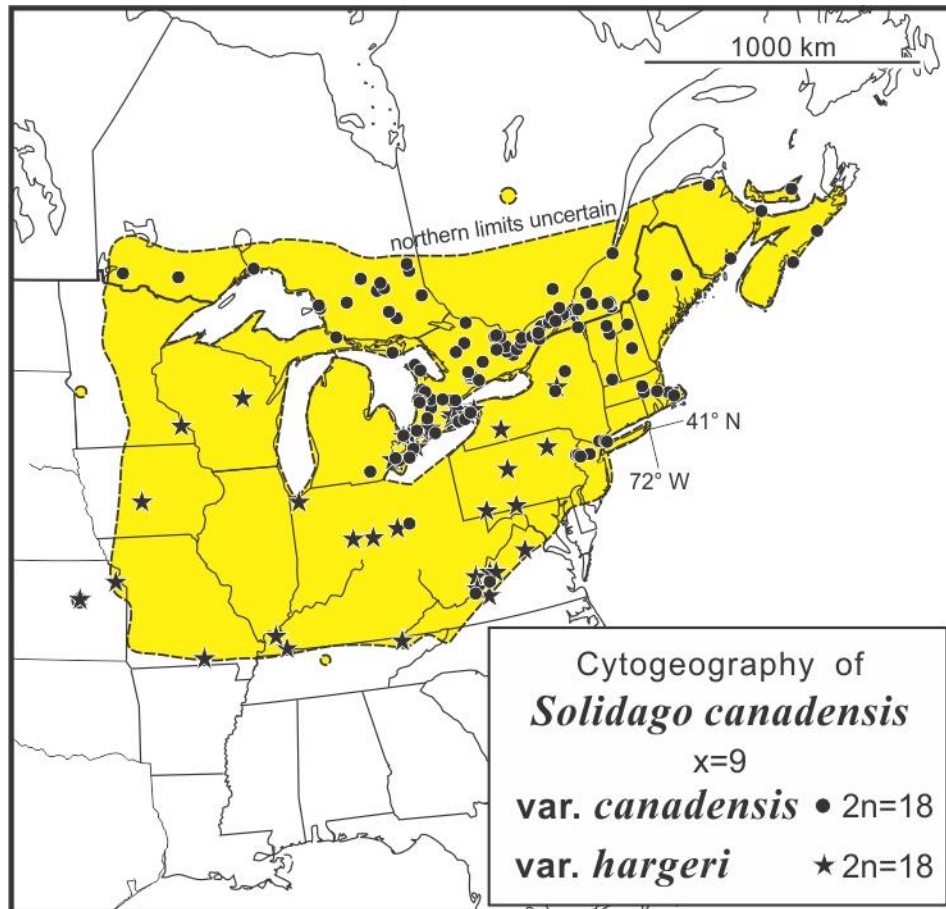 1000 km
northern limits uncertain
41° N
72° W
Cytogeography of
Solidago canadensis
x=9
var. canadensis ● 2n=18
var. hargeri ★ 2n=18